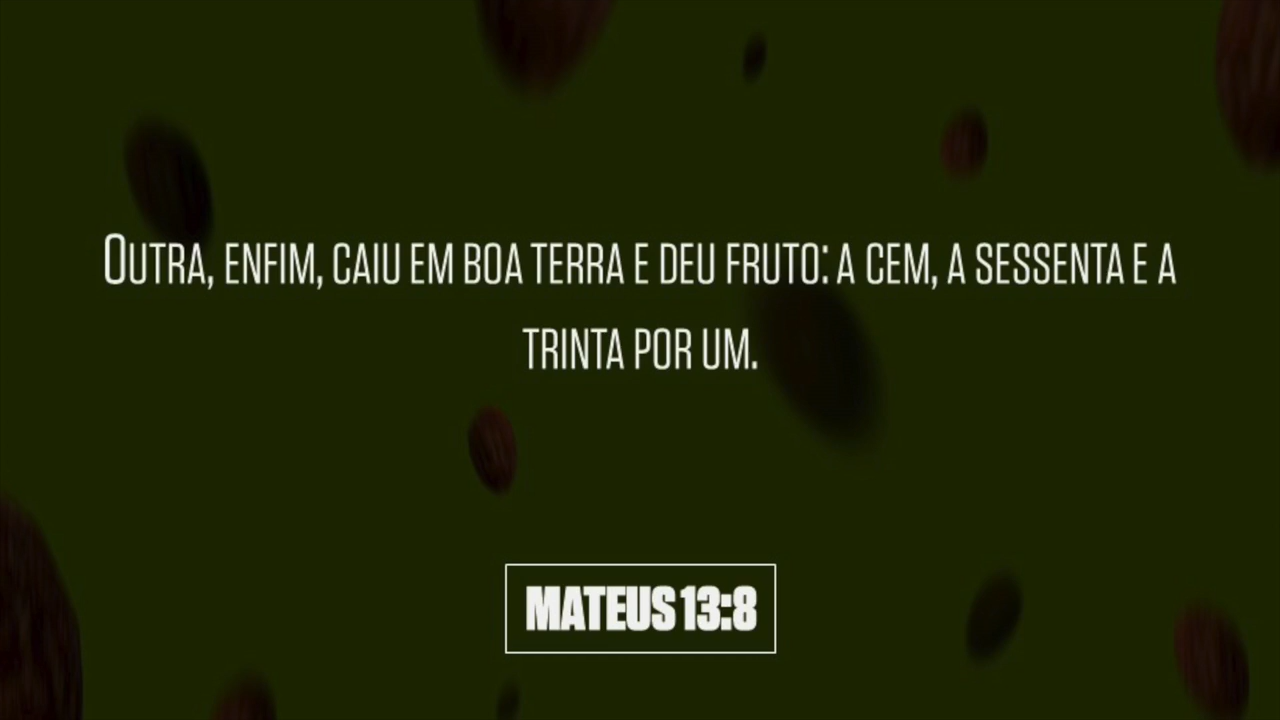 Outra, enfim, caiu em boa terra e deu fruto: a cem, a sessenta e a
trinta por um.
MATEUS 13:8